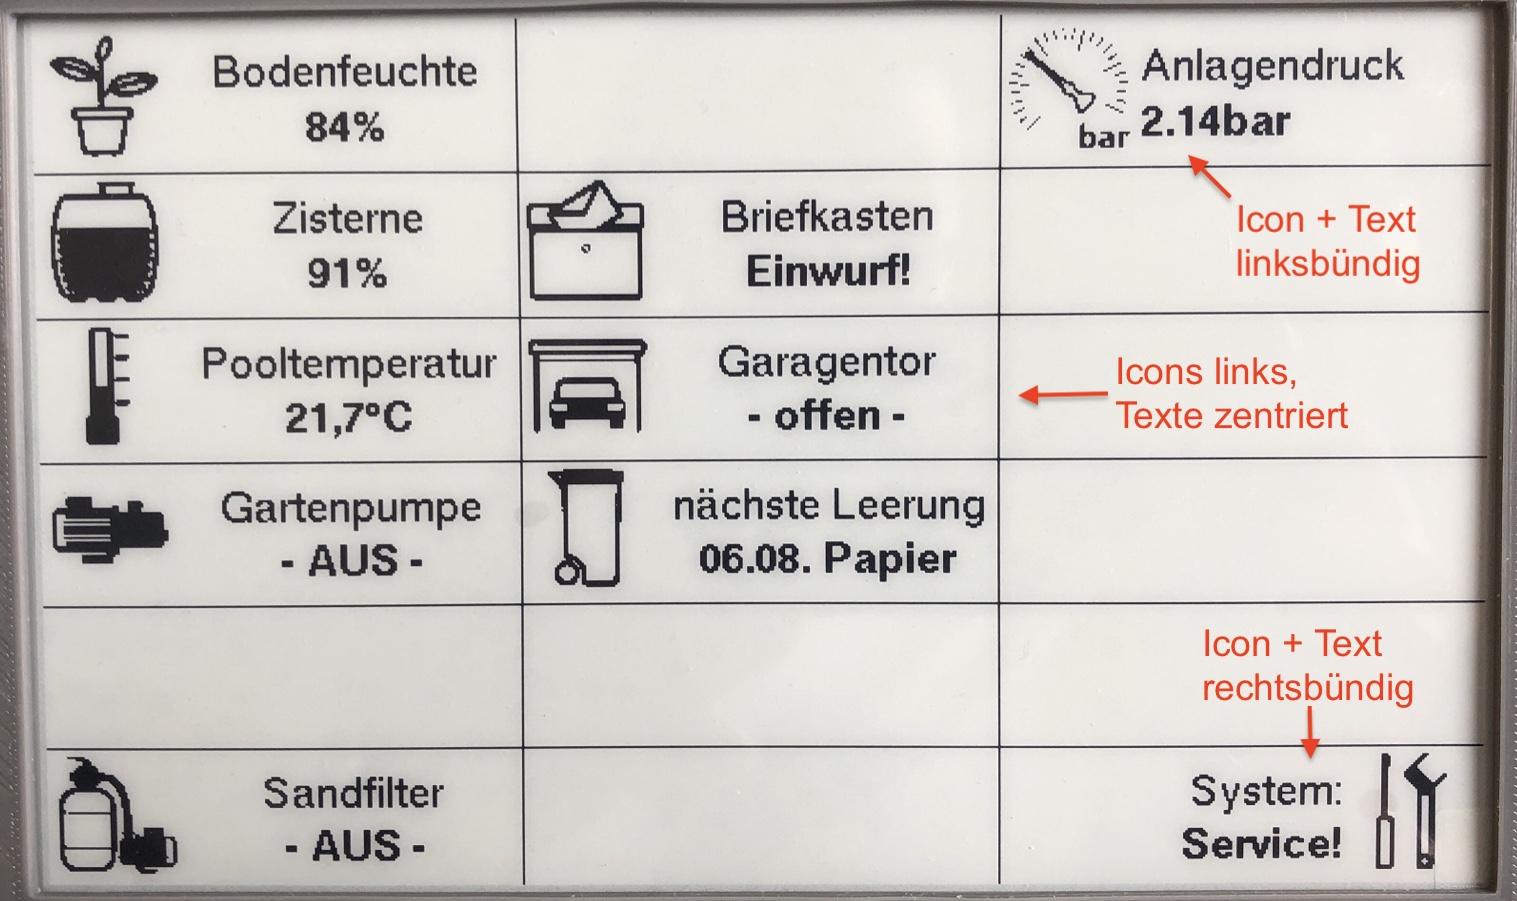 Bodenfeuchte
84%
bar
Anlagendruck
2.14bar
Icon + Text
linksbündig
Zisterne
91%
Briefkasten
Einwurf!
Pooltemperatur
21,7°C
Garagentor
- offen -
Icons links,
Texte zentriert
Gartenpumpe
- AUS -
nächste Leerung
06.08. Papier
Icon + Text
rechtsbündig
Sandfilter
- AUS -
System:
Service!